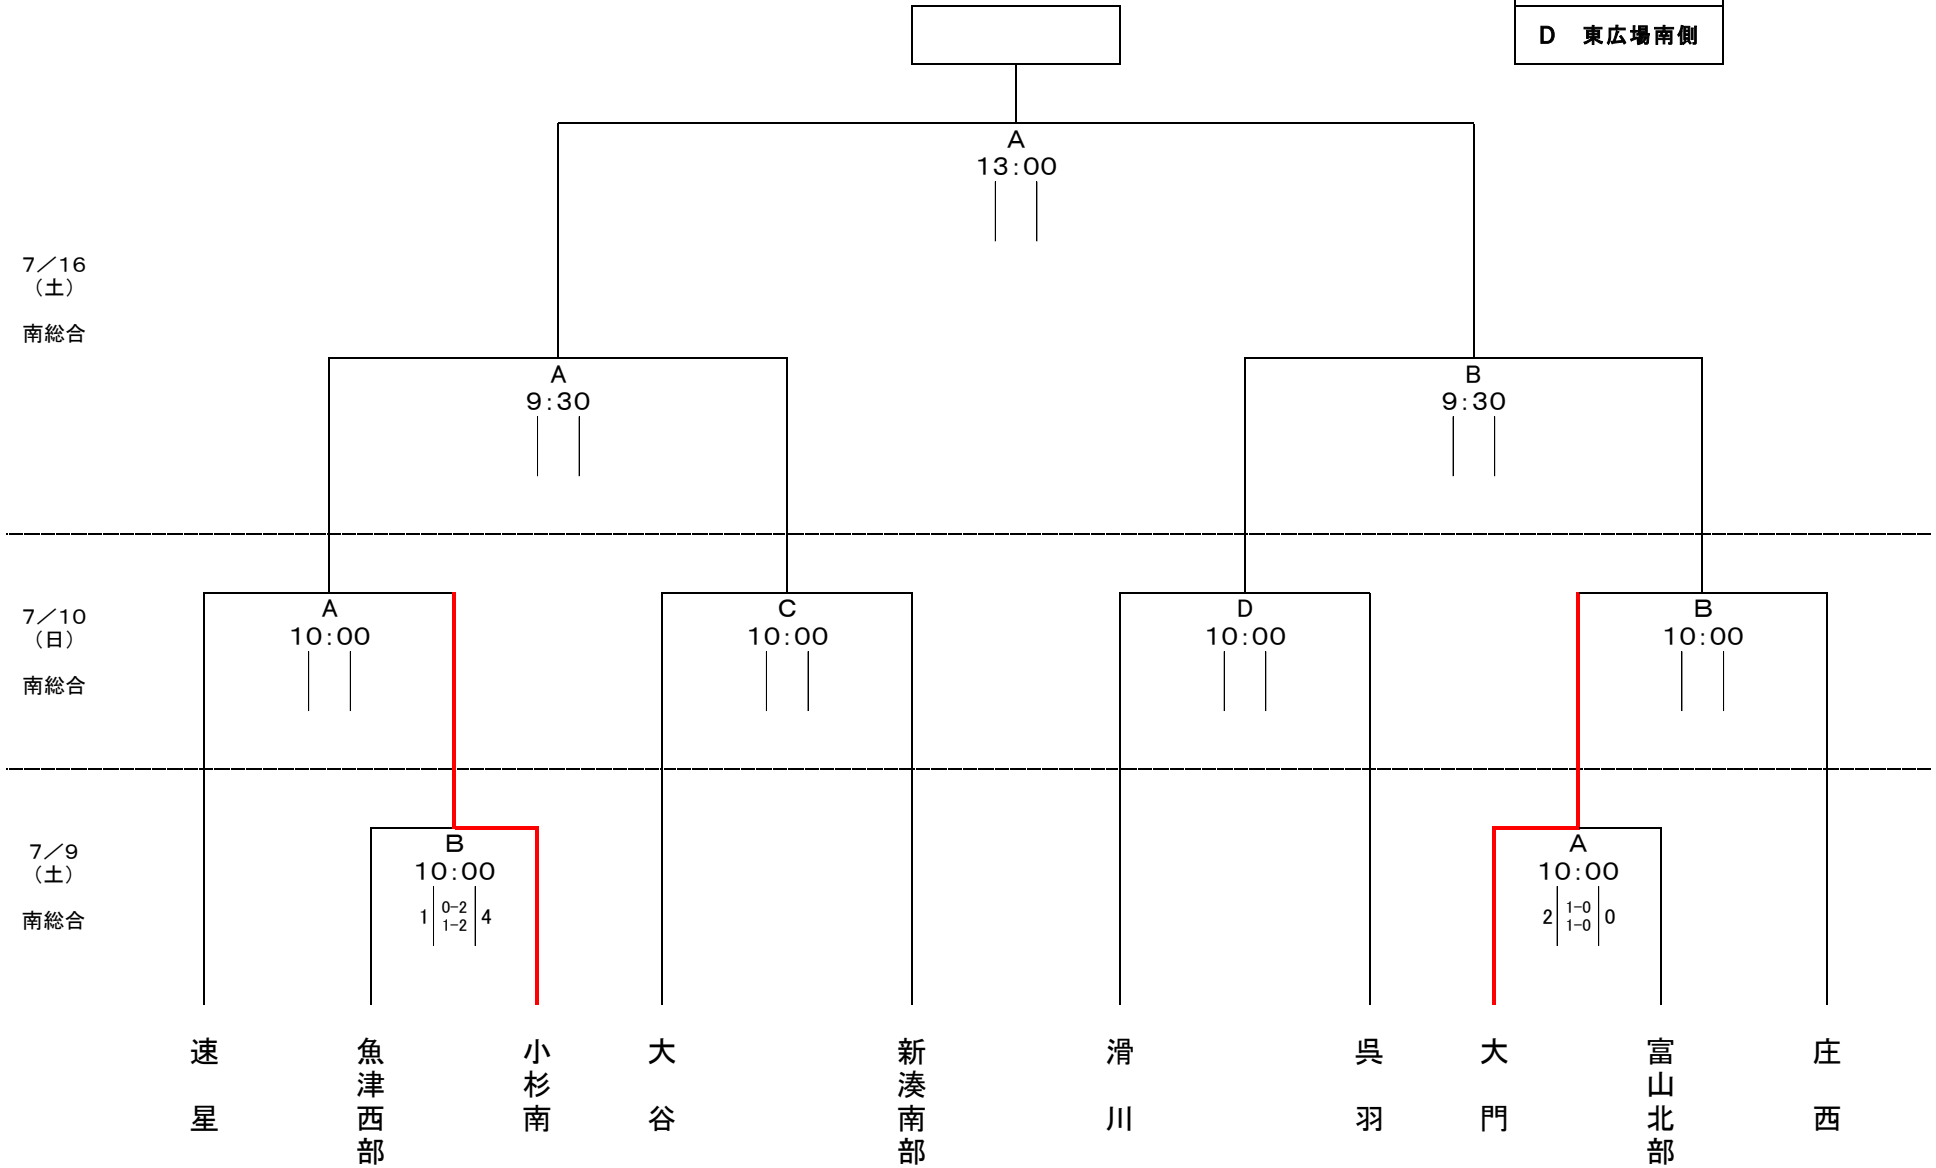 D　東広場南側
A
13:00
7／16
（土）
南総合
A
9:30
B
9:30
7／10
（日）
南総合
A
10:00
C
10:00
D
10:00
B
10:00
7／9
（土）
南総合
B
10:00
1 0-2 4
1-2
A
10:00
2 1-0 0
1-0
速星
魚津西部
小杉南
大谷
新湊南部
滑川
呉羽
大門
富山北部
庄西